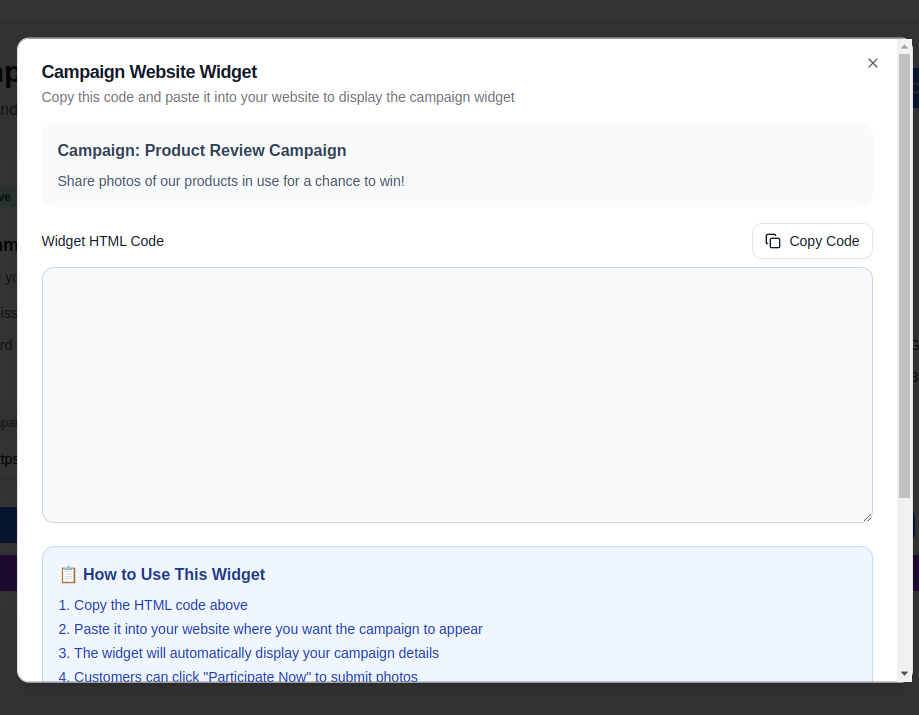 Campaign Website Widget
Copy this code and paste it into your website to display the campaign widget
Campaign: Product Review Campaign
Share photos of our products in use for a chance to win!
Widget HTML Code
Copy Code
How to Use This Widget
1. Copy the HTML code above
2. Paste it into your website where you want the campaign to appear
3. The widget will automatically display your campaign details
4. Customers can click "Participate Now" to submit photos